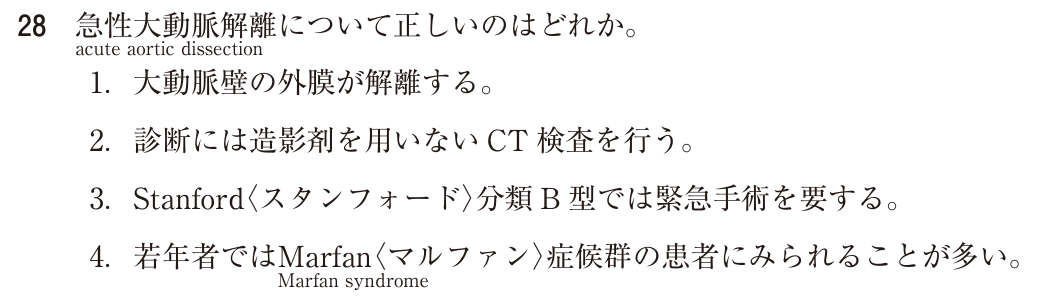 28 急性大動脈解離について正しいのはどれか。
acute aortic dissection
1. 大動脈壁の外膜が解離する。
2. 診断には造影剤を用いない CT 検査を行う。
3. Stanford〈スタンフォード〉分類 B 型では緊急手術を要する。
4. 若年者ではMarfan〈マルファン〉症候群の患者にみられることが多い。
Marfan syndrome